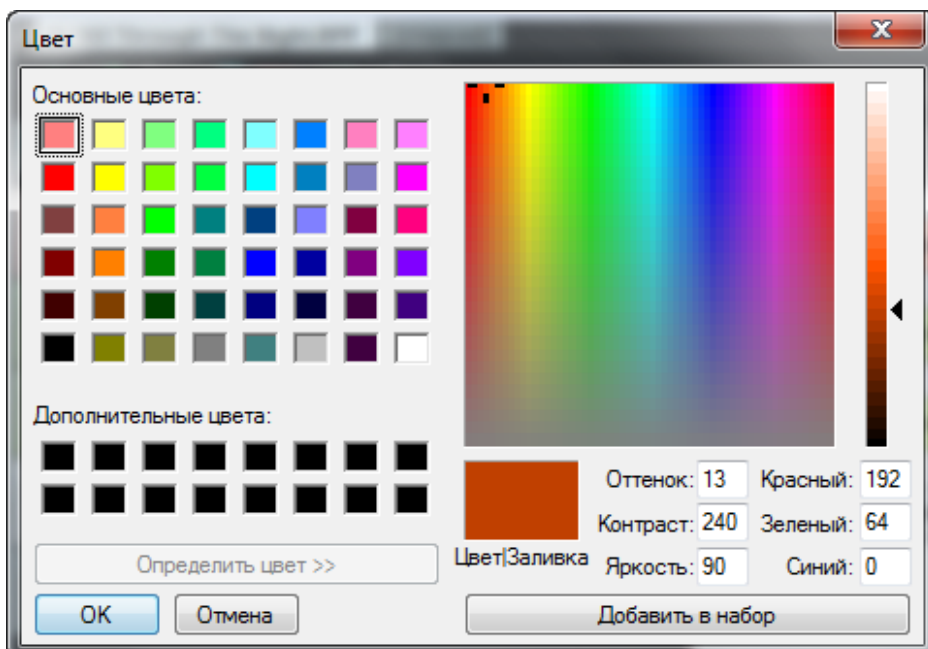 Цвет
Основные цвета:
Дополнительные цвета:
Определить цвет >>
OK
Отмена
Цвет|Заливка
Оттенок: 13
Контраст: 240
Яркость: 90
Красный: 192
Зеленый: 64
Синий: 0
Добавить в набор